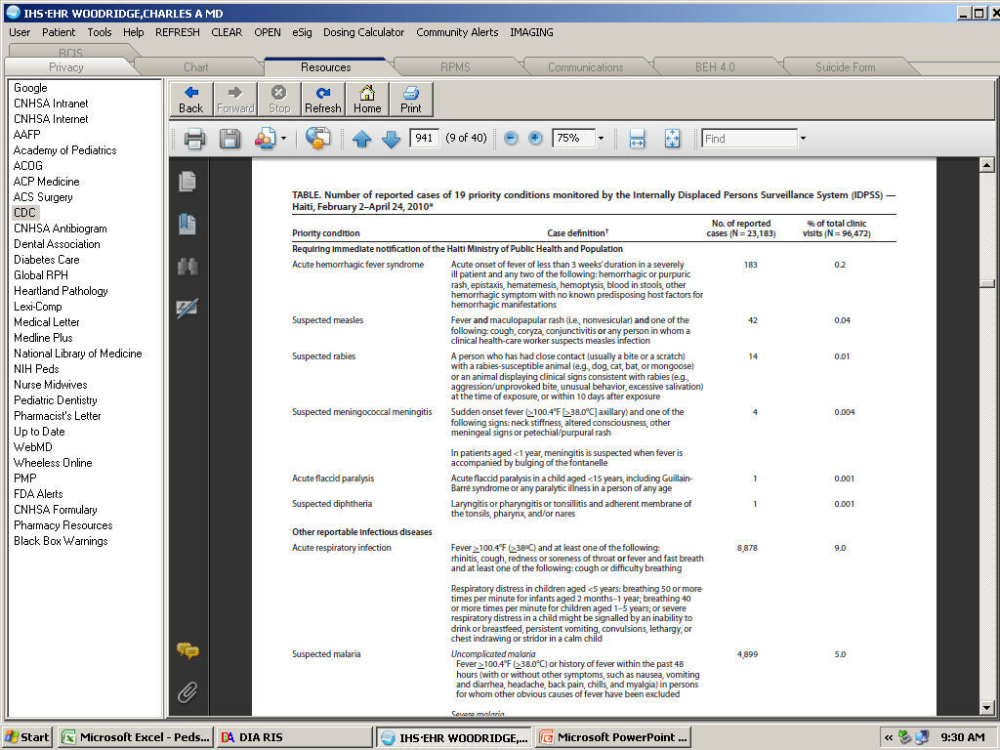 IHS-EHR WOODRIDGE,CHARLES A MD
User Patient Tools Help REFRESH CLEAR OPEN eSig Dosing Calculator Community Alerts IMAGING
RCIS
Privacy Chart Resources RPMS Communications BEH 4.0 Suicide Form
Google
CNHSA Intranet
CNHSA Internet
AAFP
Academy of Pediatrics
ACOG
ACP Medicine
ACS Surgery
CDC
CNHSA Antibiogram
Dental Association
Diabetes Care
Global RPH
Heartland Pathology
Lexi-Comp
Medical Letter
Medline Plus
National Library of Medicine
NIH Peds
Nurse Midwives
Pediatric Dentistry
Pharmacist's Letter
Up to Date
WebMD
Wheeless Online
PMP
FDA Alerts
CNHSA Formulary
Pharmacy Resources
Black Box Warnings
Back Forward Stop Refresh Home Print
941 (9 of 40) 75% Find
TABLE. Number of reported cases of 19 priority conditions monitored by the Internally Displaced Persons Surveillance System (IDPSS) —
Haiti, February 2–April 24, 2010*
Priority condition Case definition† No. of reported cases (N = 23,183) % of total clinic visits (N = 96,472)
Requiring immediate notification of the Haiti Ministry of Public Health and Population
Acute hemorrhagic fever syndrome Acute onset of fever of less than 3 weeks' duration in a severely 183 0.2
ill patient and any two of the following: hemorrhagic or purpuric
rash, epistaxis, hematemesis, hemoptysis, blood in stools, other
hemorrhagic symptom with no known predisposing host factors for
hemorrhagic manifestations
Suspected measles Fever and maculopapular rash (i.e., nonvesicular) and one of the 42 0.04
following: cough, coryza, conjunctivitis or any person in whom a
clinical health-care worker suspects measles infection
Suspected rabies A person who has had close contact (usually a bite or a scratch) 14 0.01
with a rabies-susceptible animal (e.g., dog, cat, bat, or mongoose)
or an animal displaying clinical signs consistent with rabies (e.g.,
aggression/unprovoked bite, unusual behavior, excessive salivation)
at the time of exposure, or within 10 days after exposure
Suspected meningococcal meningitis Sudden onset fever (≥100.4°F [≥38.0°C] axillary) and one of the 4 0.004
following signs: neck stiffness, altered consciousness, other
meningeal signs or petechial/purpural rash
In patients aged <1 year, meningitis is suspected when fever is
accompanied by bulging of the fontanelle
Acute flaccid paralysis Acute flaccid paralysis in a child aged <15 years, including Guillain- 1 0.001
Barré syndrome or any paralytic illness in a person of any age
Suspected diphtheria Laryngitis or pharyngitis or tonsillitis and adherent membrane of 1 0.001
the tonsils, pharynx, and/or nares
Other reportable infectious diseases
Acute respiratory infection Fever ≥100.4°F (≥38°C) and at least one of the following: 8,878 9.0
rhinitis, cough, redness or soreness of throat or fever and fast breath
and at least one of the following: cough or difficulty breathing
Respiratory distress in children aged <5 years: breathing 50 or more
times per minute for infants aged 2 months–1 year; breathing 40
or more times per minute for children aged 1–5 years; or severe
respiratory distress in a child might be signalled by an inability to
drink or breastfeed, persistent vomiting, convulsions, lethargy, or
chest indrawing or stridor in a calm child
Suspected malaria Uncomplicated malaria 4,899 5.0
Fever ≥100.4°F (≥38.0°C) or history of fever within the past 48
hours (with or without other symptoms, such as nausea, vomiting
and diarrhea, headache, back pain, chills, and myalgia) in persons
for whom other obvious causes of fever have been excluded
Severe malaria
Start Microsoft Excel - Peds... DIA RIS IHS-EHR WOODRIDGE,... Microsoft PowerPoint ... « 9:30 AM